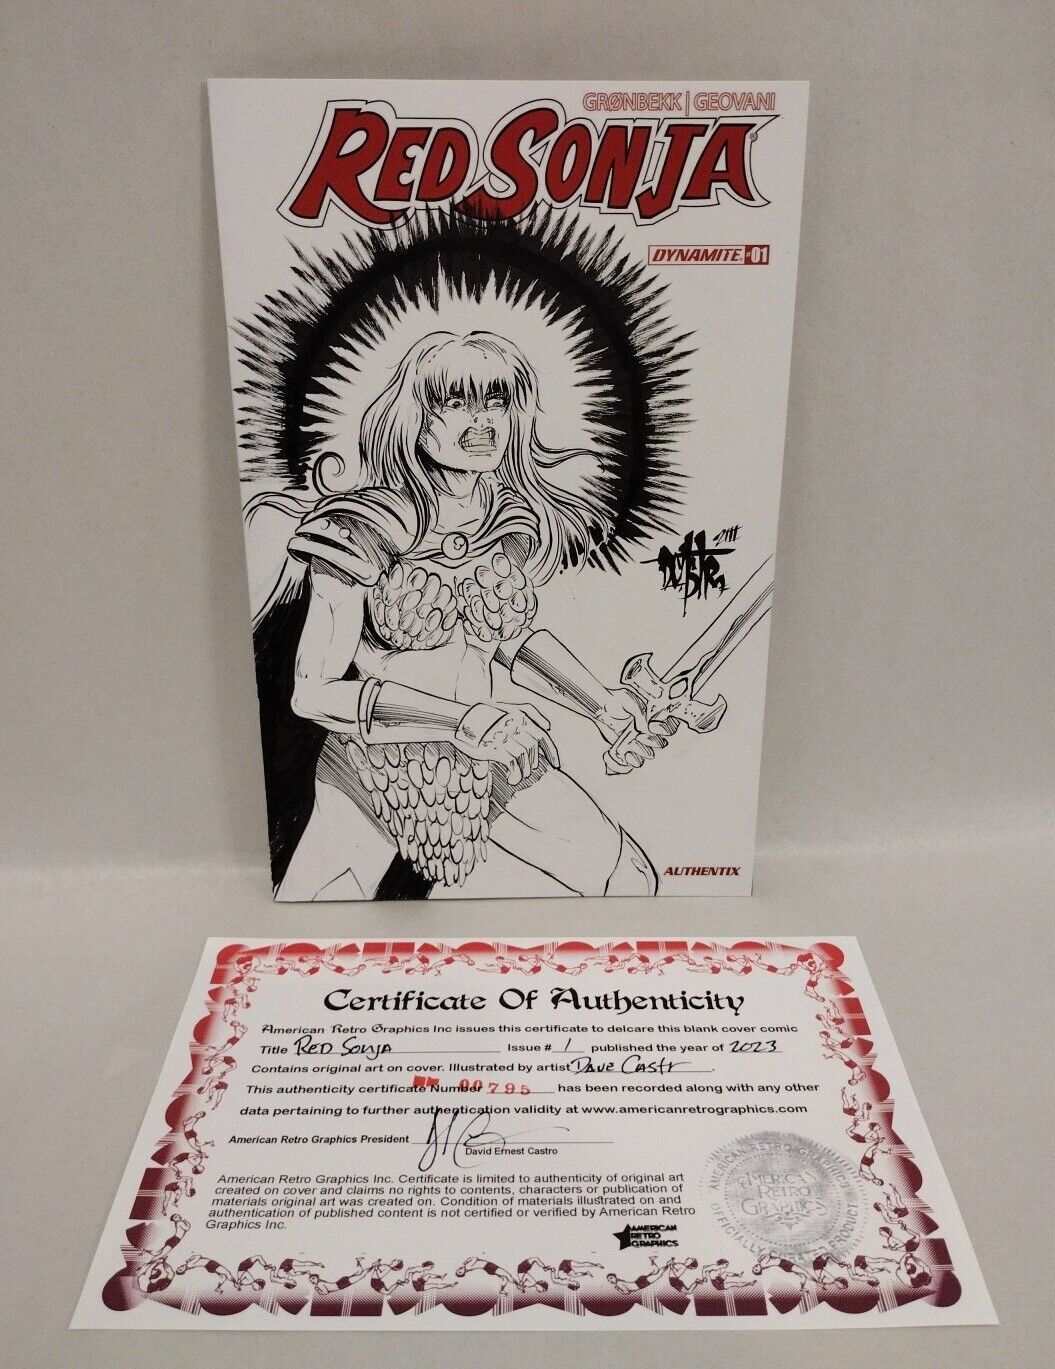 GRØNBEKK | GEOVANI
RED SONJA
DYNAMITE. #01
AUTHENTIX
Certificate Of Authenticity
American Retro Graphics Inc issues this certificate to delcare this blank cover comic
Title Red Sonja Issue # 1 published the year of 2023
Contains original art on cover. Illustrated by artist Dave Castr
This authenticity certificate Number 00795 has been recorded along with any other
data pertaining to further authentication validity at www.americanretrographics.com
American Retro Graphics President
David Ernest Castro
American Retro Graphics Inc. Certificate is limited to authenticity of original art
created on cover and claims no rights to contents, characters or publication of
materials original art was created on. Condition of materials illustrated on and
authentication of published content is not certified or verified by American Retro
Graphics Inc.
AMERICAN
RETRO
GRAPHICS
AMERICAN RETRO GRAPHICS
American
Retro
Graphics